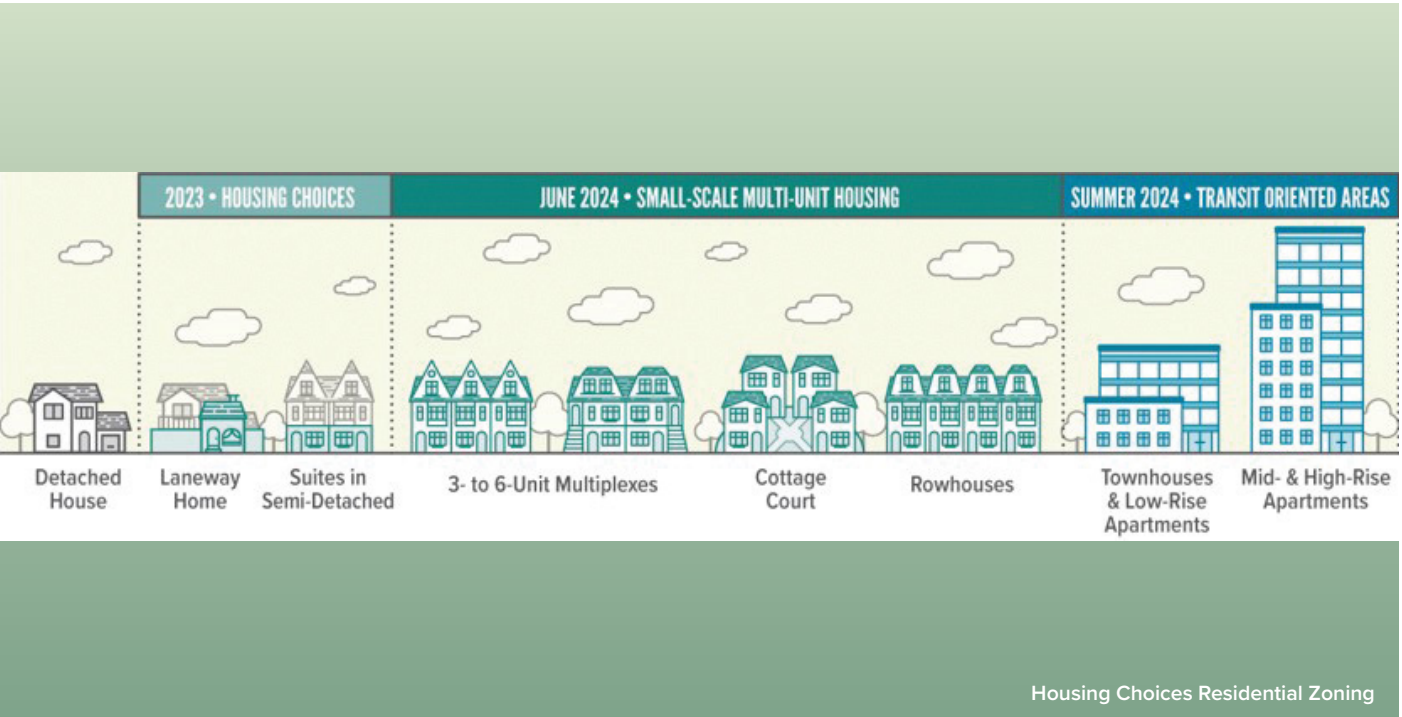 2023 • HOUSING CHOICES
JUNE 2024 • SMALL-SCALE MULTI-UNIT HOUSING
SUMMER 2024 • TRANSIT ORIENTED AREAS
Detached
House
Laneway
Home
Suites in
Semi-Detached
3- to 6-Unit Multiplexes
Cottage
Court
Rowhouses
Townhouses
& Low-Rise
Apartments
Mid- & High-Rise
Apartments
Housing Choices Residential Zoning